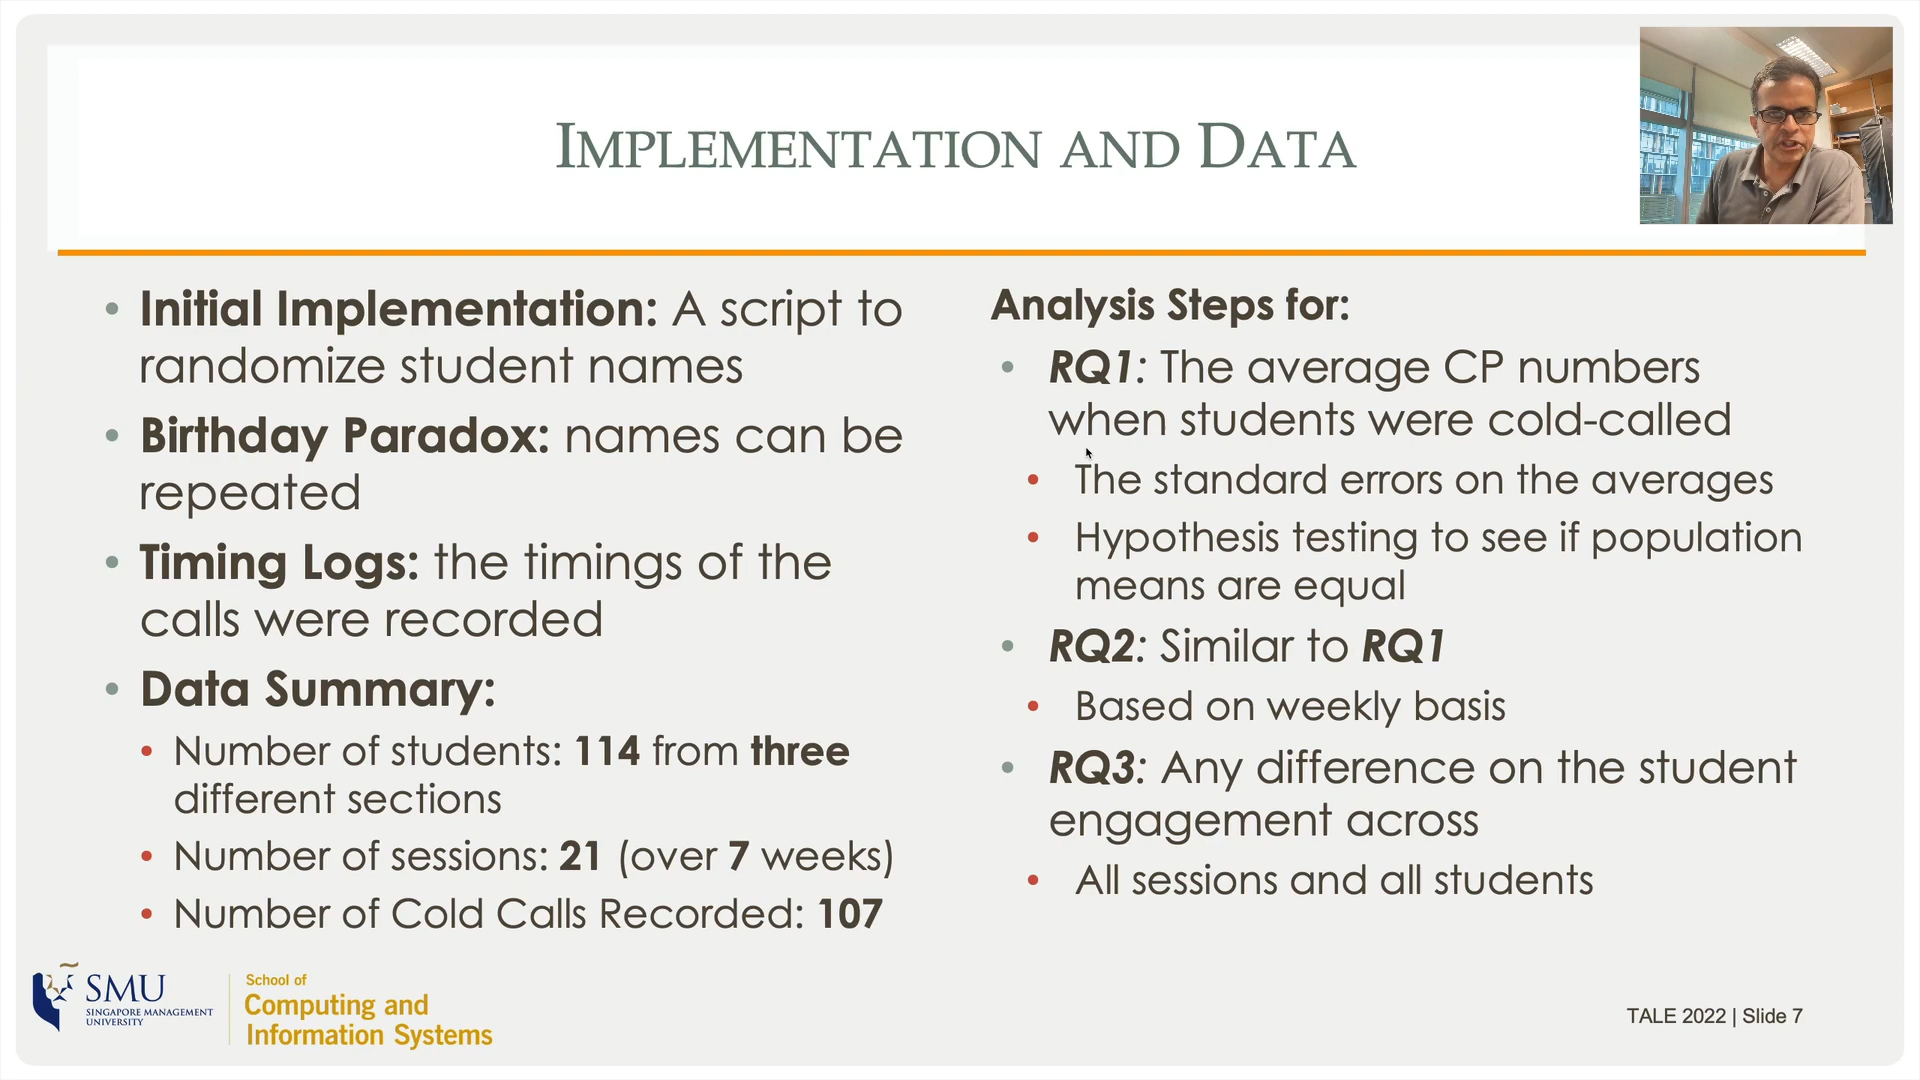 IMPLEMENTATION AND DATA
• Initial Implementation: A script to
randomize student names
• Birthday Paradox: names can be
repeated
• Timing Logs: the timings of the
calls were recorded
• Data Summary:
• Number of students: 114 from three
different sections
• Number of sessions: 21 (over 7 weeks)
• Number of Cold Calls Recorded: 107
Analysis Steps for:
• RQ1: The average CP numbers
when students were cold-called
• The standard errors on the averages
• Hypothesis testing to see if population
means are equal
• RQ2: Similar to RQ1
• Based on weekly basis
• RQ3: Any difference on the student
engagement across
• All sessions and all students
SMU
SINGAPORE MANAGEMENT
UNIVERSITY
School of
Computing and
Information Systems
TALE 2022 | Slide 7